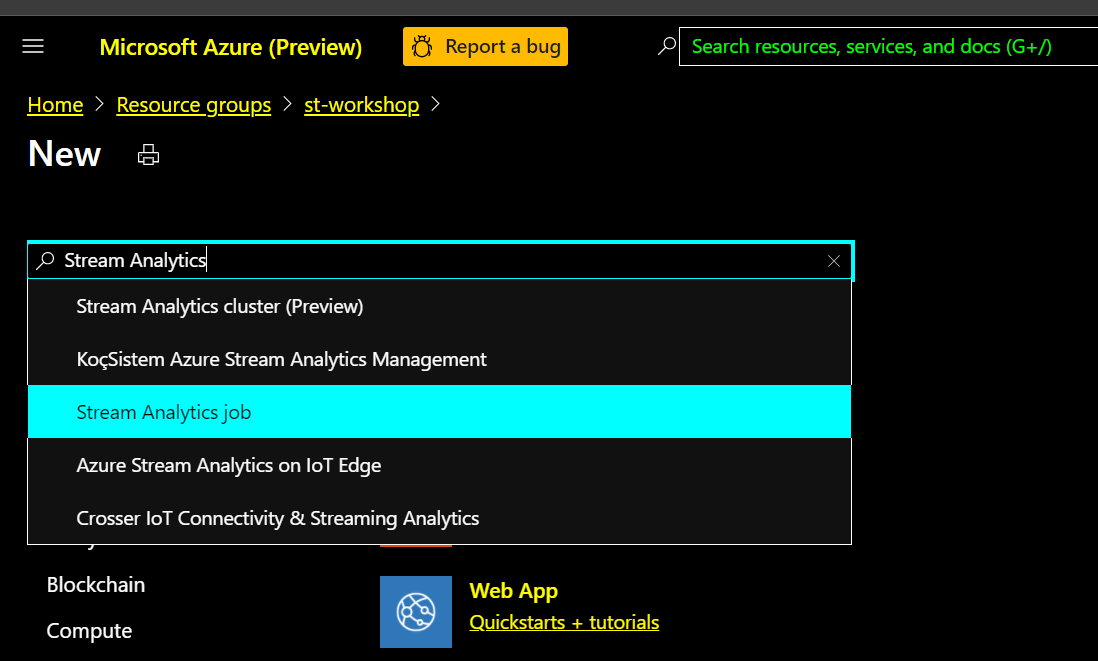 Microsoft Azure (Preview)
Report a bug
Search resources, services, and docs (G+/)
Home > Resource groups > st-workshop >
New
Stream Analytics
Stream Analytics cluster (Preview)
KoçSistem Azure Stream Analytics Management
Stream Analytics job
Azure Stream Analytics on IoT Edge
Crosser IoT Connectivity & Streaming Analytics
Blockchain
Web App
Quickstarts + tutorials
Compute